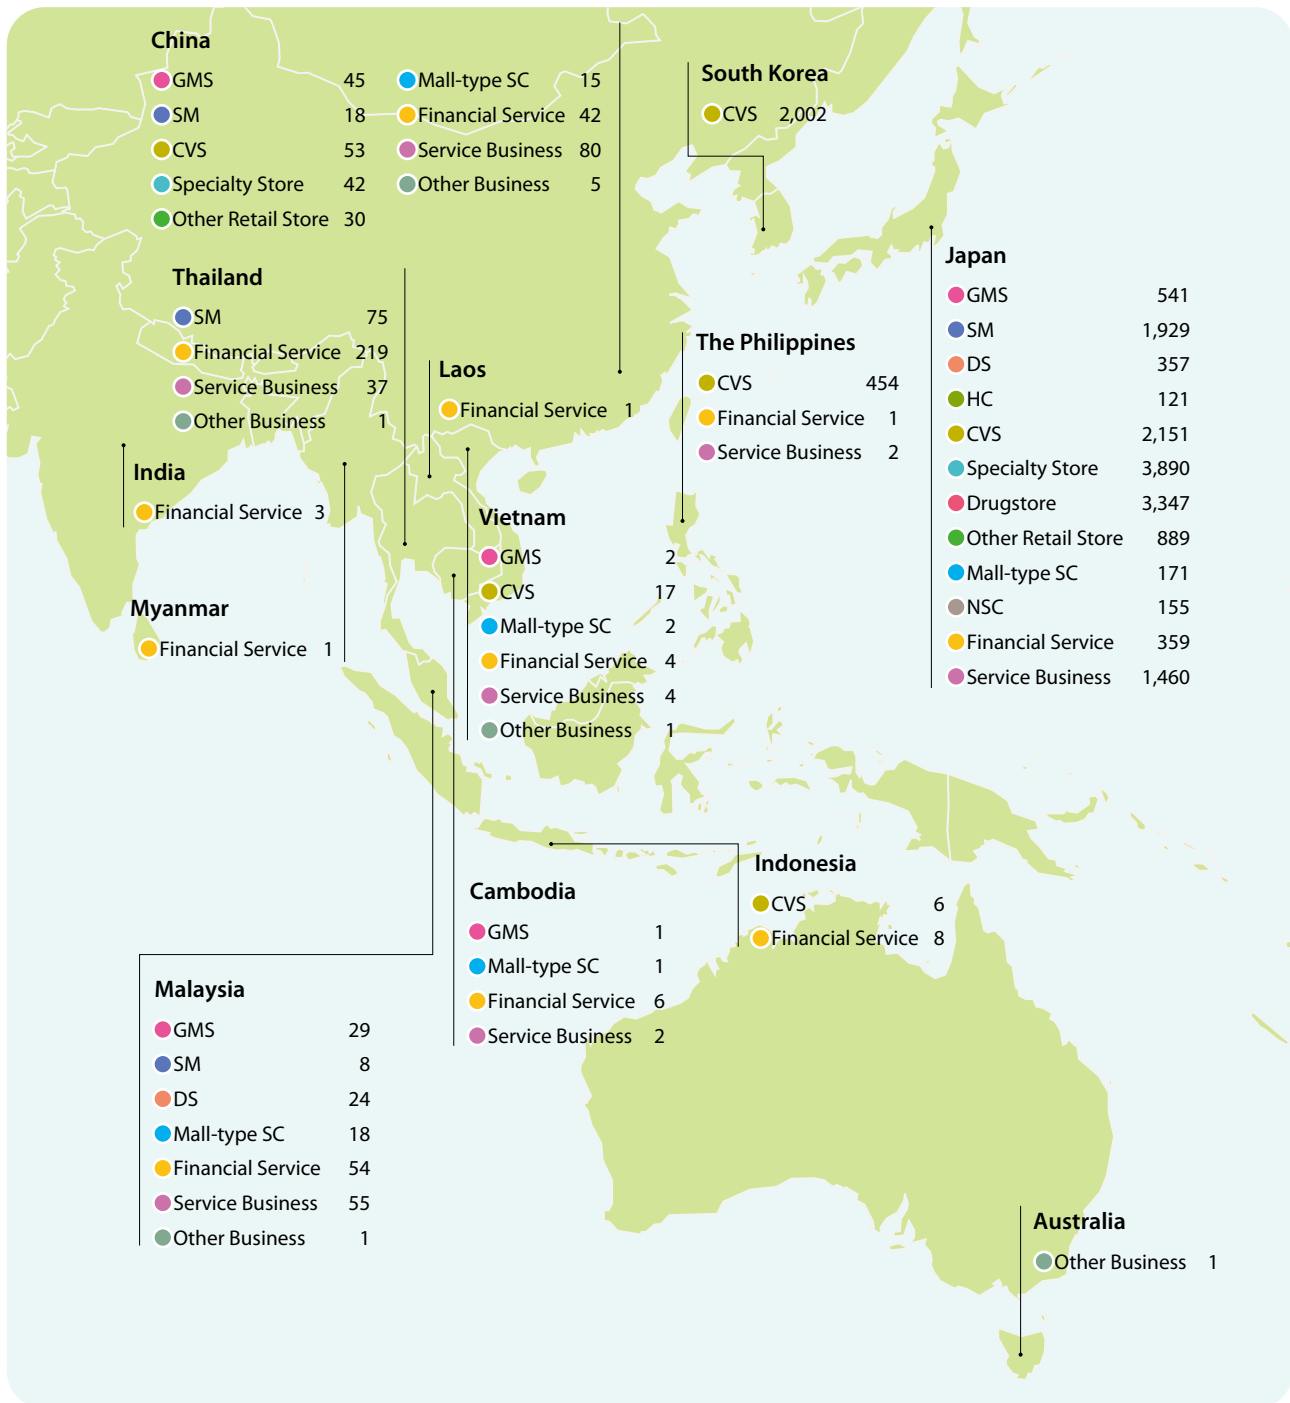 China
GMS 45
SM 18
CVS 53
Specialty Store 42
Other Retail Store 30
Mall-type SC 15
Financial Service 42
Service Business 80
Other Business 5
South Korea
CVS 2,002
Japan
GMS 541
SM 1,929
DS 357
HC 121
CVS 2,151
Specialty Store 3,890
Drugstore 3,347
Other Retail Store 889
Mall-type SC 171
NSC 155
Financial Service 359
Service Business 1,460
Thailand
SM 75
Financial Service 219
Service Business 37
Other Business 1
Laos
Financial Service 1
The Philippines
CVS 454
Financial Service 1
Service Business 2
India
Financial Service 3
Vietnam
GMS 2
CVS 17
Mall-type SC 2
Financial Service 4
Service Business 4
Other Business 1
Myanmar
Financial Service 1
Indonesia
CVS 6
Financial Service 8
Cambodia
GMS 1
Mall-type SC 1
Financial Service 6
Service Business 2
Malaysia
GMS 29
SM 8
DS 24
Mall-type SC 18
Financial Service 54
Service Business 55
Other Business 1
Australia
Other Business 1